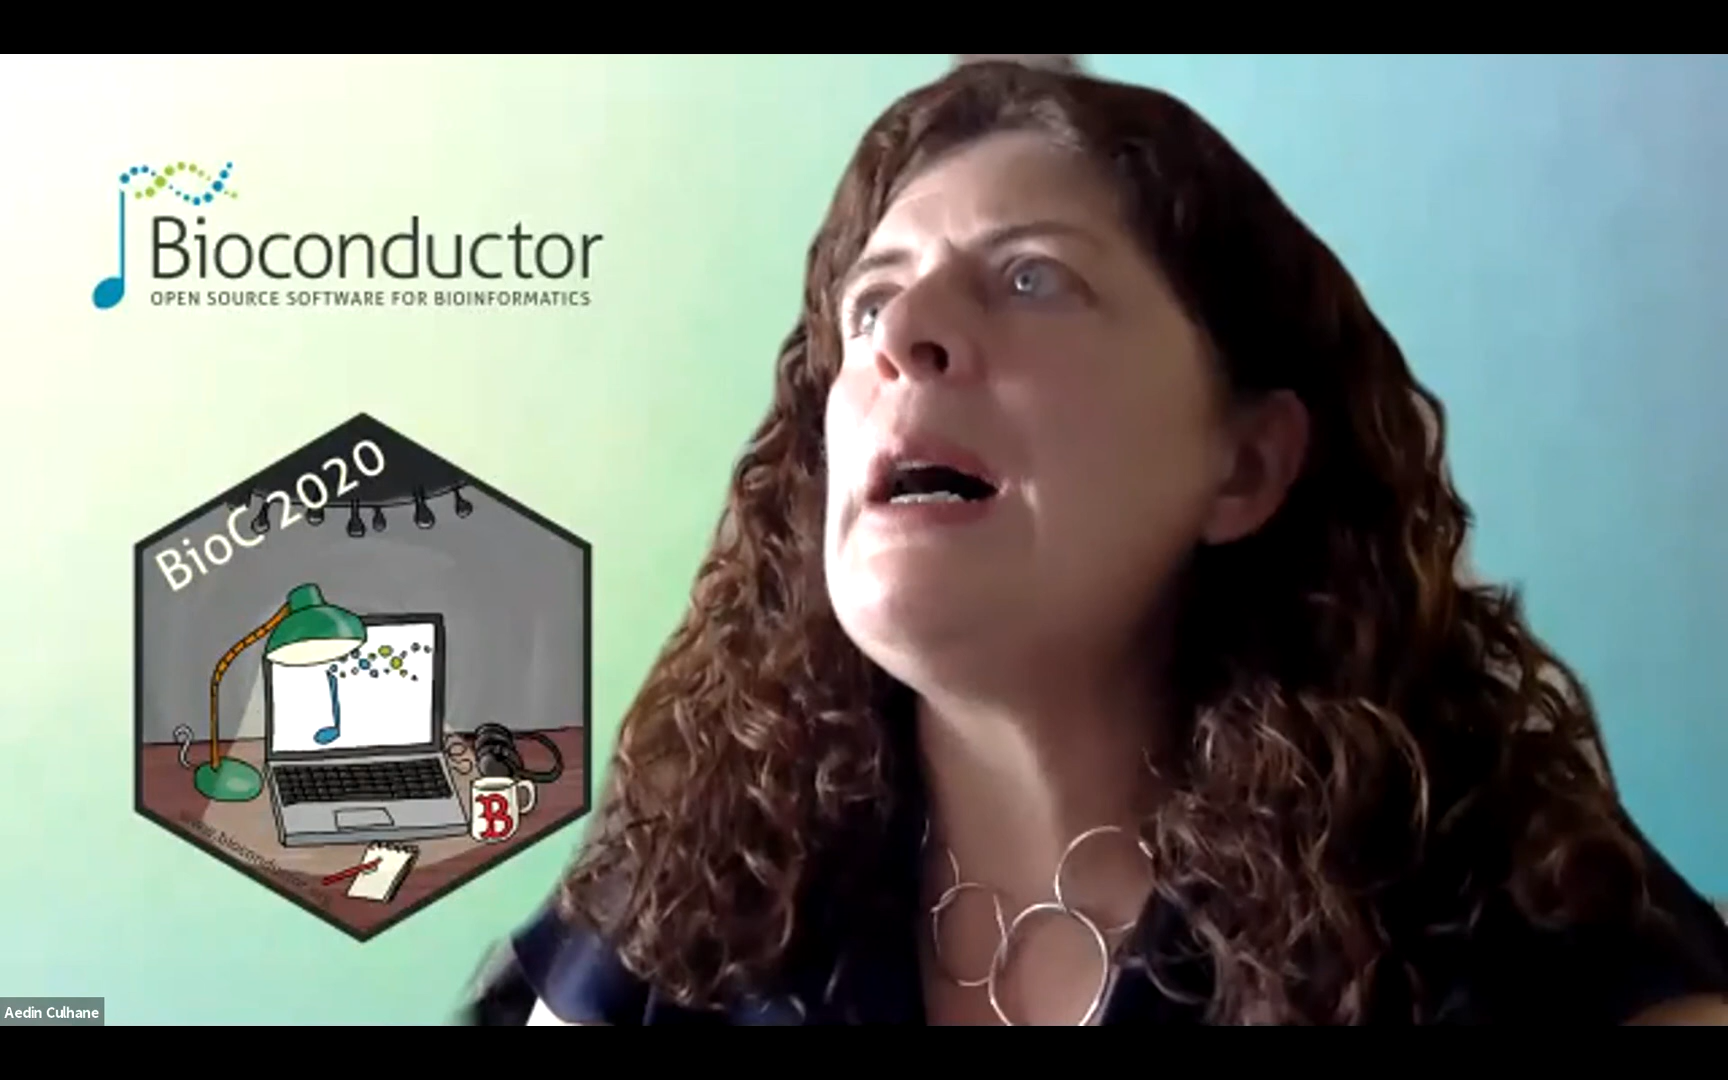 Bioconductor
OPEN SOURCE SOFTWARE FOR BIOINFORMATICS
BioC 2020
B
Aedin Culhane